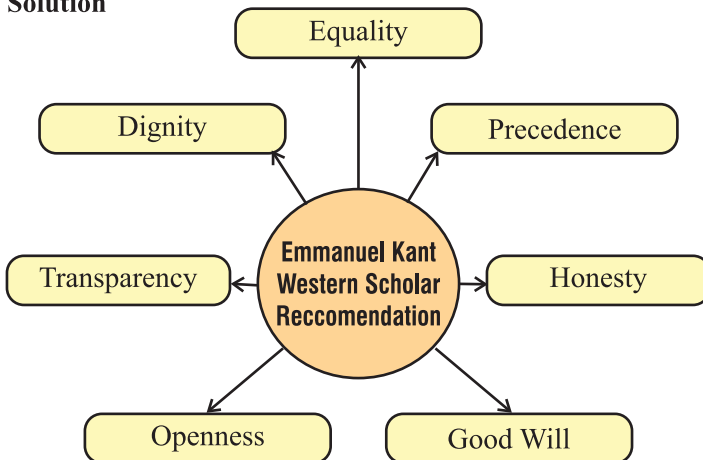 Solution
Equality
Dignity
Precedence
Emmanuel Kant
Western Scholar
Reccomendation
Transparency
Honesty
Openness
Good Will